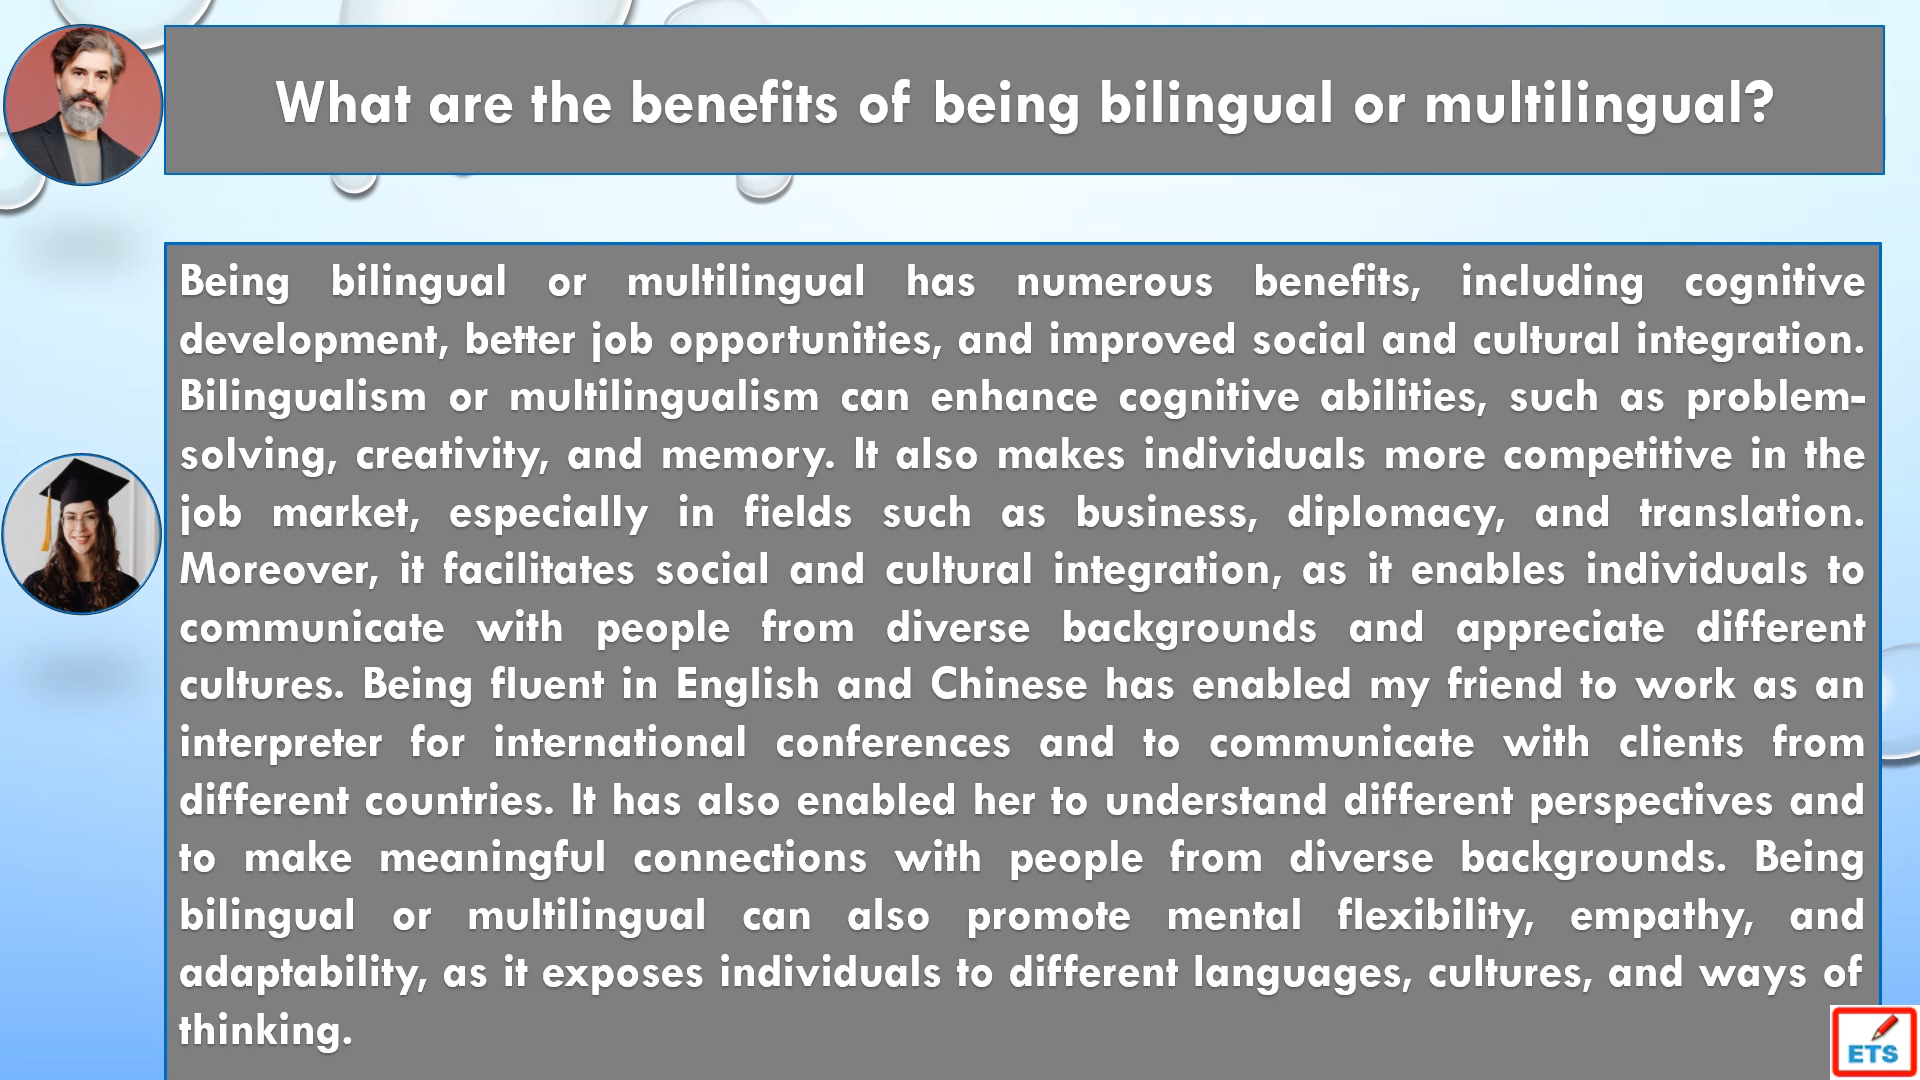 What are the benefits of being bilingual or multilingual?
Being bilingual or multilingual has numerous benefits, including cognitive
development, better job opportunities, and improved social and cultural integration.
Bilingualism or multilingualism can enhance cognitive abilities, such as problem-
solving, creativity, and memory. It also makes individuals more competitive in the
job market, especially in fields such as business, diplomacy, and translation.
Moreover, it facilitates social and cultural integration, as it enables individuals to
communicate with people from diverse backgrounds and appreciate different
cultures. Being fluent in English and Chinese has enabled my friend to work as an
interpreter for international conferences and to communicate with clients from
different countries. It has also enabled her to understand different perspectives and
to make meaningful connections with people from diverse backgrounds. Being
bilingual or multilingual can also promote mental flexibility, empathy, and
adaptability, as it exposes individuals to different languages, cultures, and ways of
thinking.
ETS